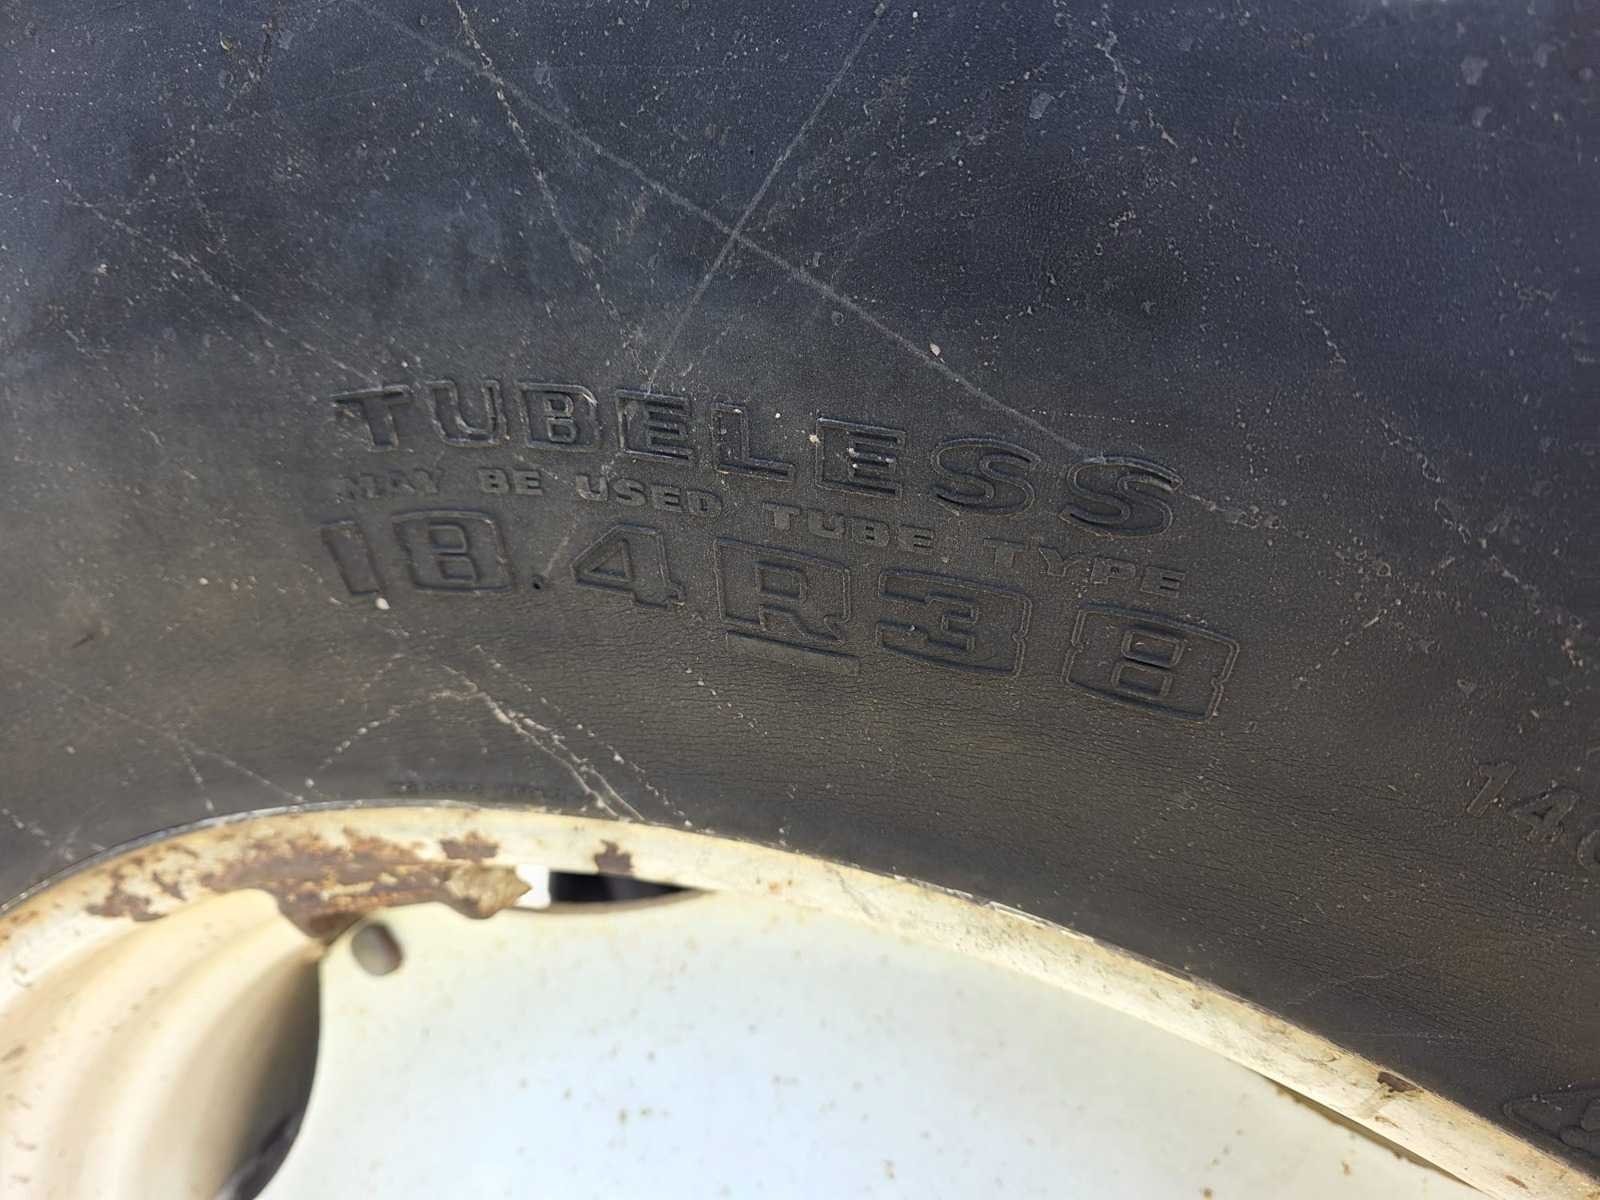 TUBELESS
MAY BE USED TUBE TYPE
18.4R38